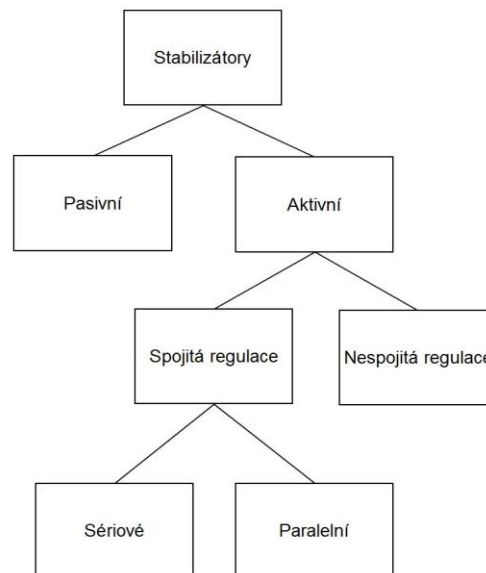 Stabilizátory
Pasivní
Aktivní
Spojitá regulace
Nespojitá regulace
Sériové
Paralelní